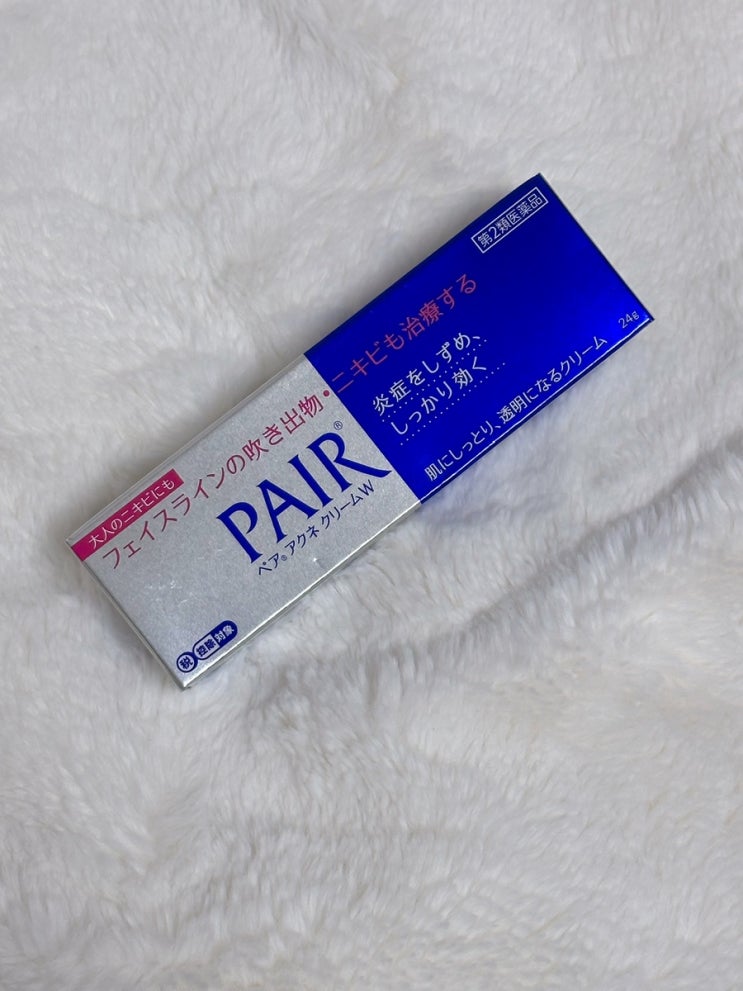 第2類医薬品
大人のニキビにも
フェイスラインの吹き出物・ニキビも治療する
PAIR®
ペア®アクネ クリームW
炎症をしずめ、
しっかり効く
肌にしっとり、透明になるクリーム
24g
税 控除 対象